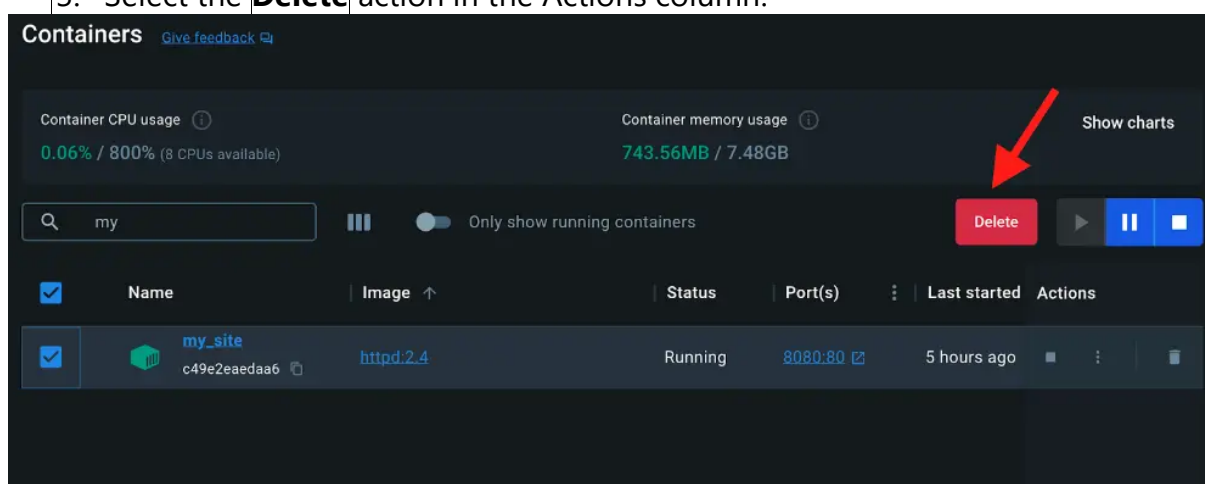 Select the Delete action in the Actions column.
Containers Give feedback
Container CPU usage
0.06% / 800% (8 CPUs available)
Container memory usage
743.56MB / 7.48GB
Show charts
my
Only show running containers
Delete
Name Image Status Port(s) Last started Actions
my_site
c49e2eaedaa6
httpd:2.4 Running 8080:80 5 hours ago